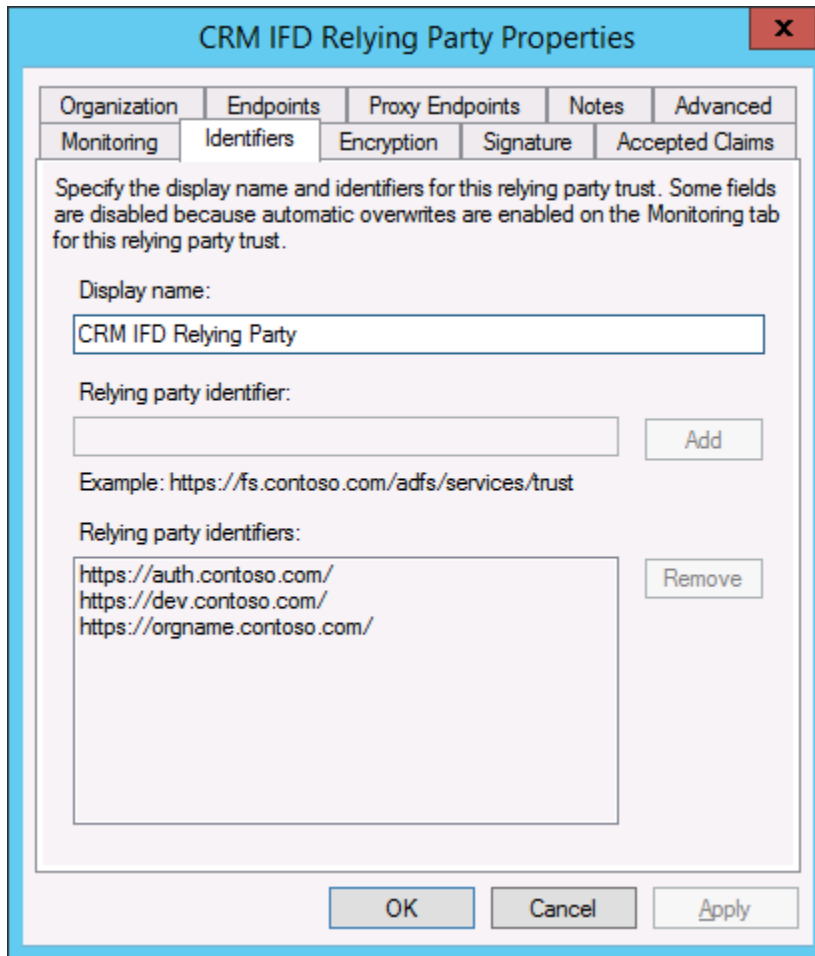 CRM IFD Relying Party Properties
x
Organization Endpoints Proxy Endpoints Notes Advanced
Monitoring Identifiers Encryption Signature Accepted Claims
Specify the display name and identifiers for this relying party trust. Some fields
are disabled because automatic overwrites are enabled on the Monitoring tab
for this relying party trust.
Display name:
CRM IFD Relying Party
Relying party identifier:
Add
Example: https://fs.contoso.com/adfs/services/trust
Relying party identifiers:
https://auth.contoso.com/
Remove
https://dev.contoso.com/
https://orgname.contoso.com/
OK Cancel Apply